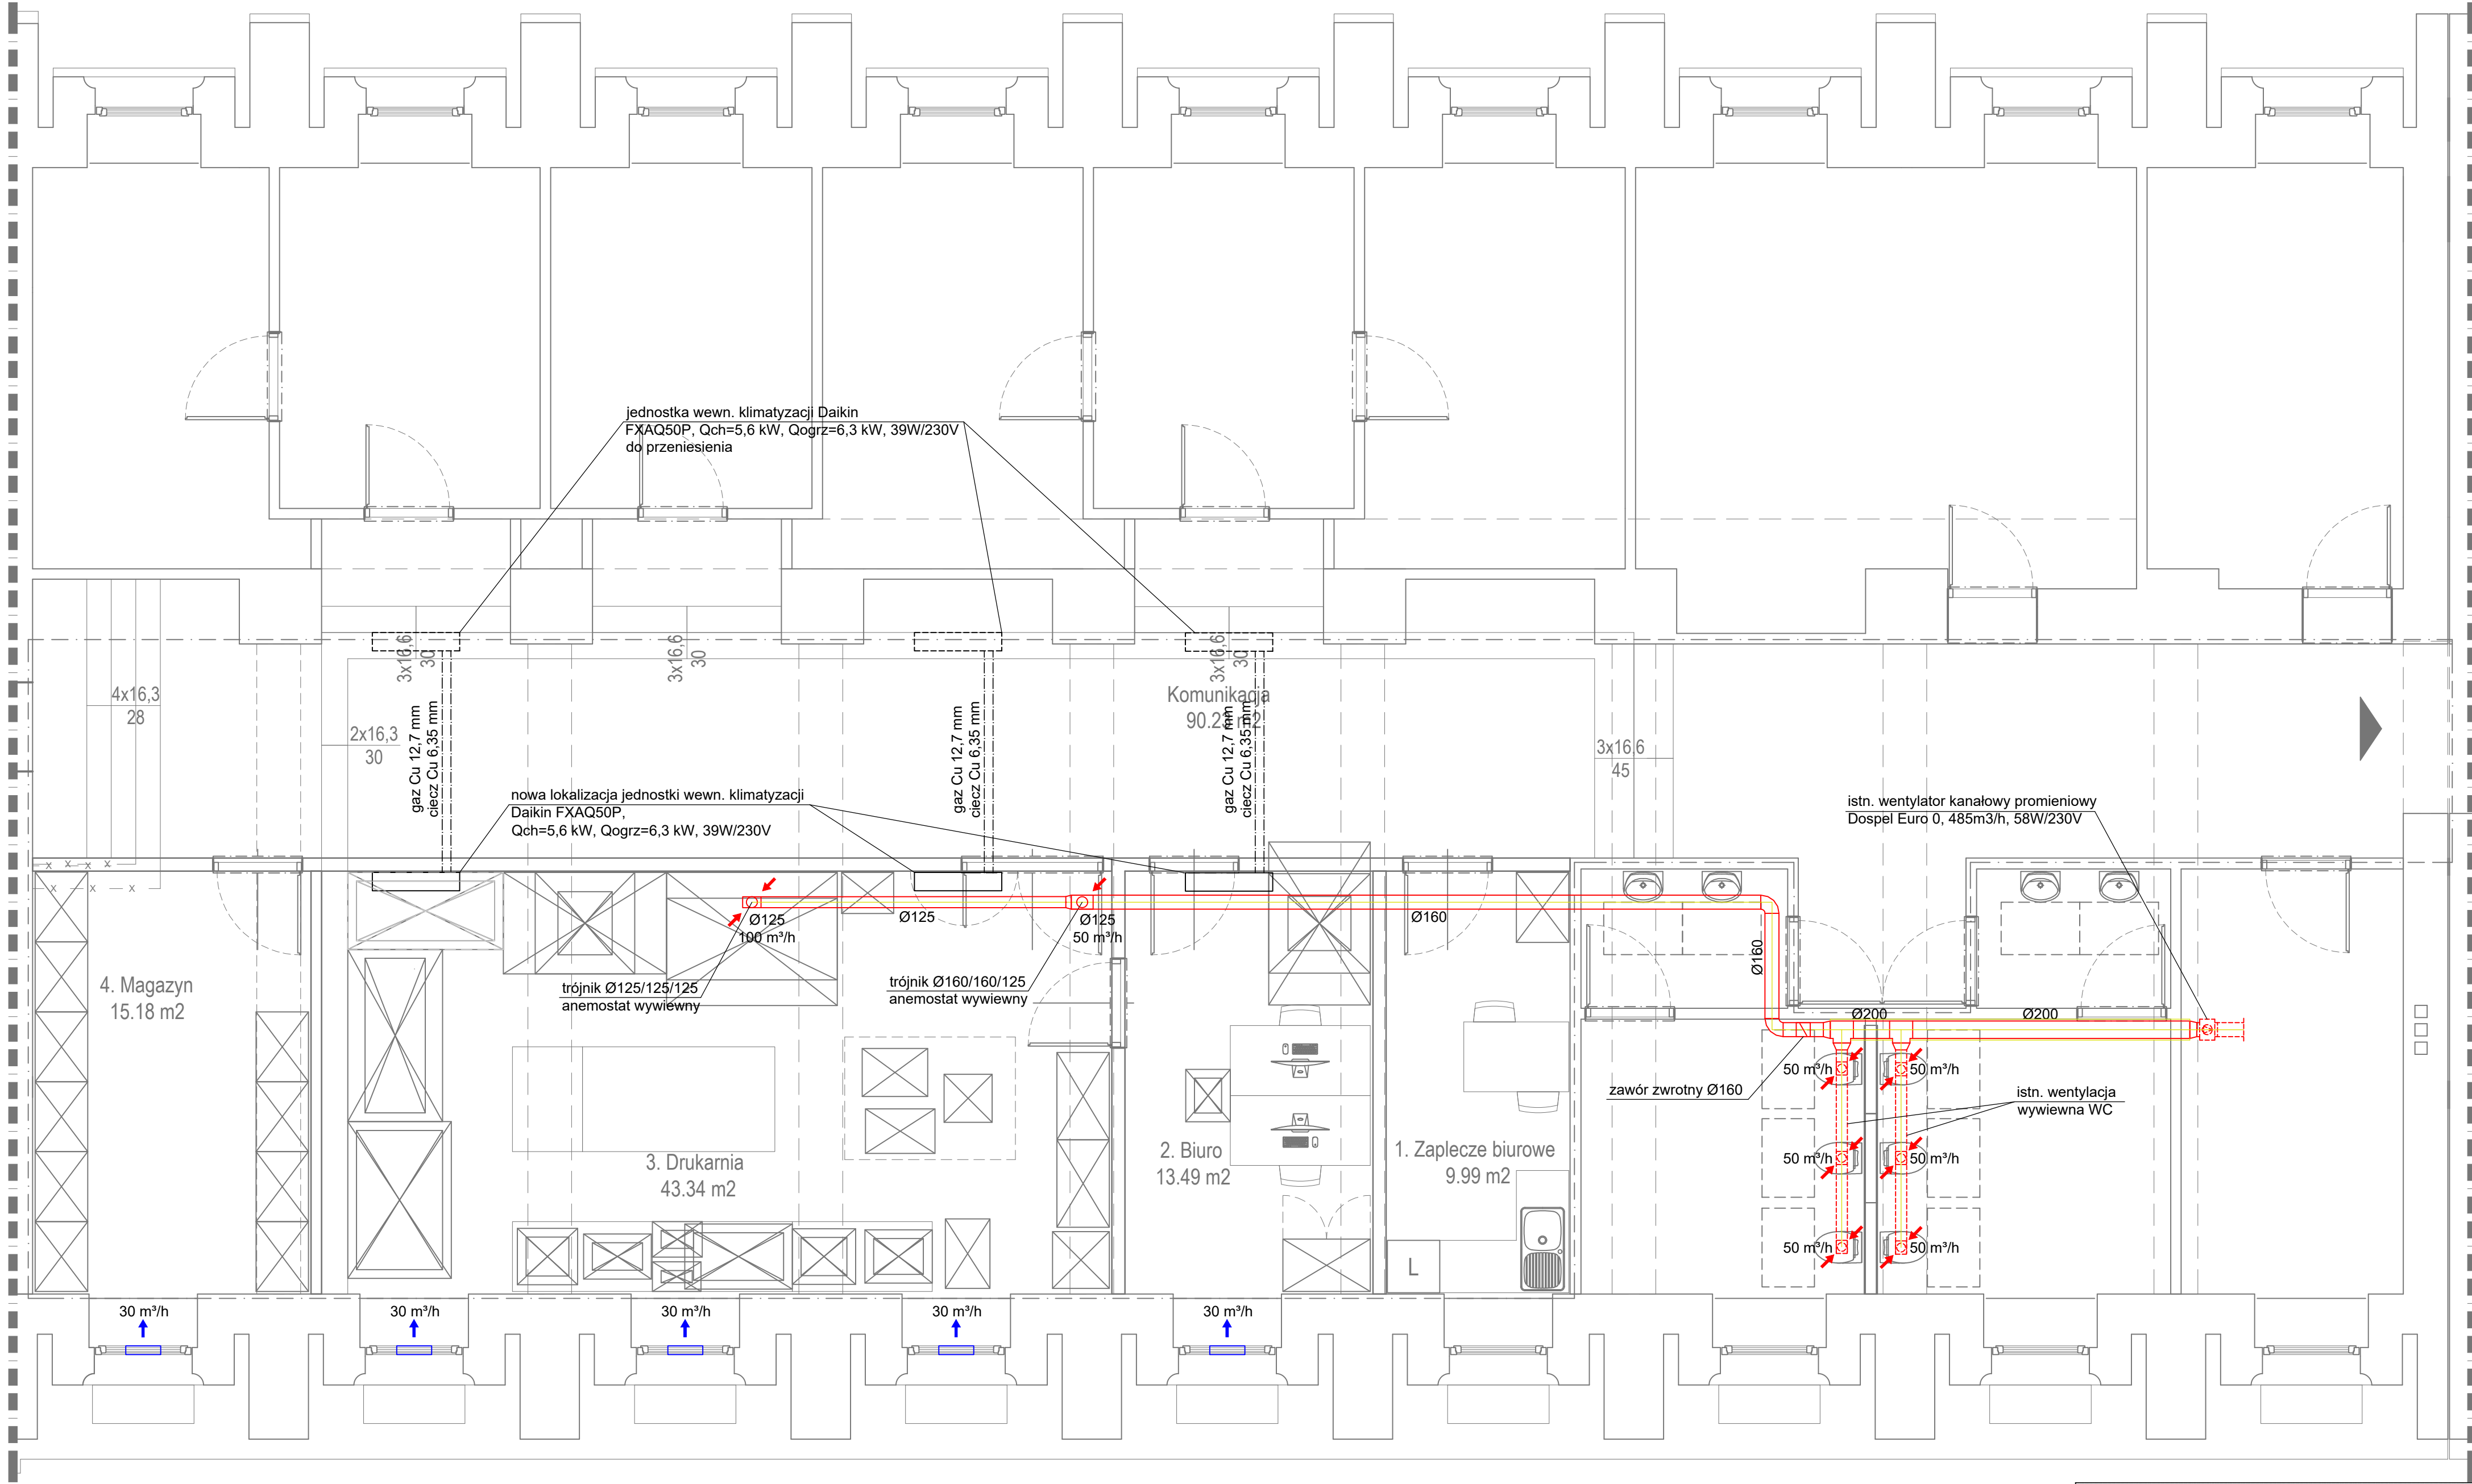 jednostka wewn. klimatyzacji Daikin
FXAQ50P, Qch=5,6 kW, Qogrz=6,3 kW, 39W/230V
do przeniesienia
3x16,6
30
3x16,6
30
3x16,6
30
4x16,3
28
2x16,3
30
gaz Cu 12,7 mm
ciecz Cu 6,35 mm
gaz Cu 12,7 mm
ciecz Cu 6,35 mm
Komunikacja
90.23 m2
gaz Cu 12,7 mm
ciecz Cu 6,35 mm
3x16,6
45
nowa lokalizacja jednostki wewn. klimatyzacji
Daikin FXAQ50P,
Qch=5,6 kW, Qogrz=6,3 kW, 39W/230V
istn. wentylator kanałowy promieniowy
Dospel Euro 0, 485m3/h, 58W/230V
Ø125
100 m³/h
Ø125
Ø125
50 m³/h
Ø160
Ø160
trójnik Ø125/125/125
anemostat wywiewny
trójnik Ø160/160/125
anemostat wywiewny
4. Magazyn
15.18 m2
Ø200
Ø200
50 m³/h
50 m³/h
zawór zwrotny Ø160
istn. wentylacja
wywiewna WC
3. Drukarnia
43.34 m2
2. Biuro
13.49 m2
1. Zaplecze biurowe
9.99 m2
50 m³/h
50 m³/h
50 m³/h
50 m³/h
L
30 m³/h
30 m³/h
30 m³/h
30 m³/h
30 m³/h